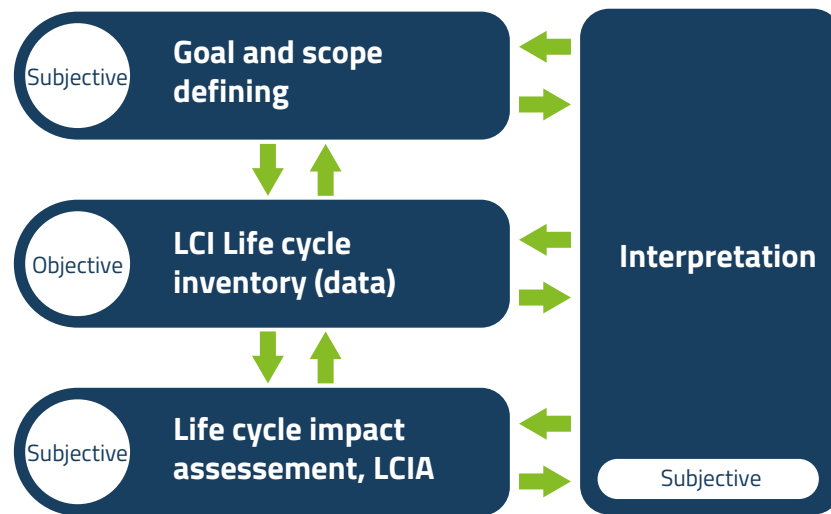 Subjective
Goal and scope
defining
Objective
LCI Life cycle
inventory (data)
Subjective
Life cycle impact
assessement, LCIA
Interpretation
Subjective